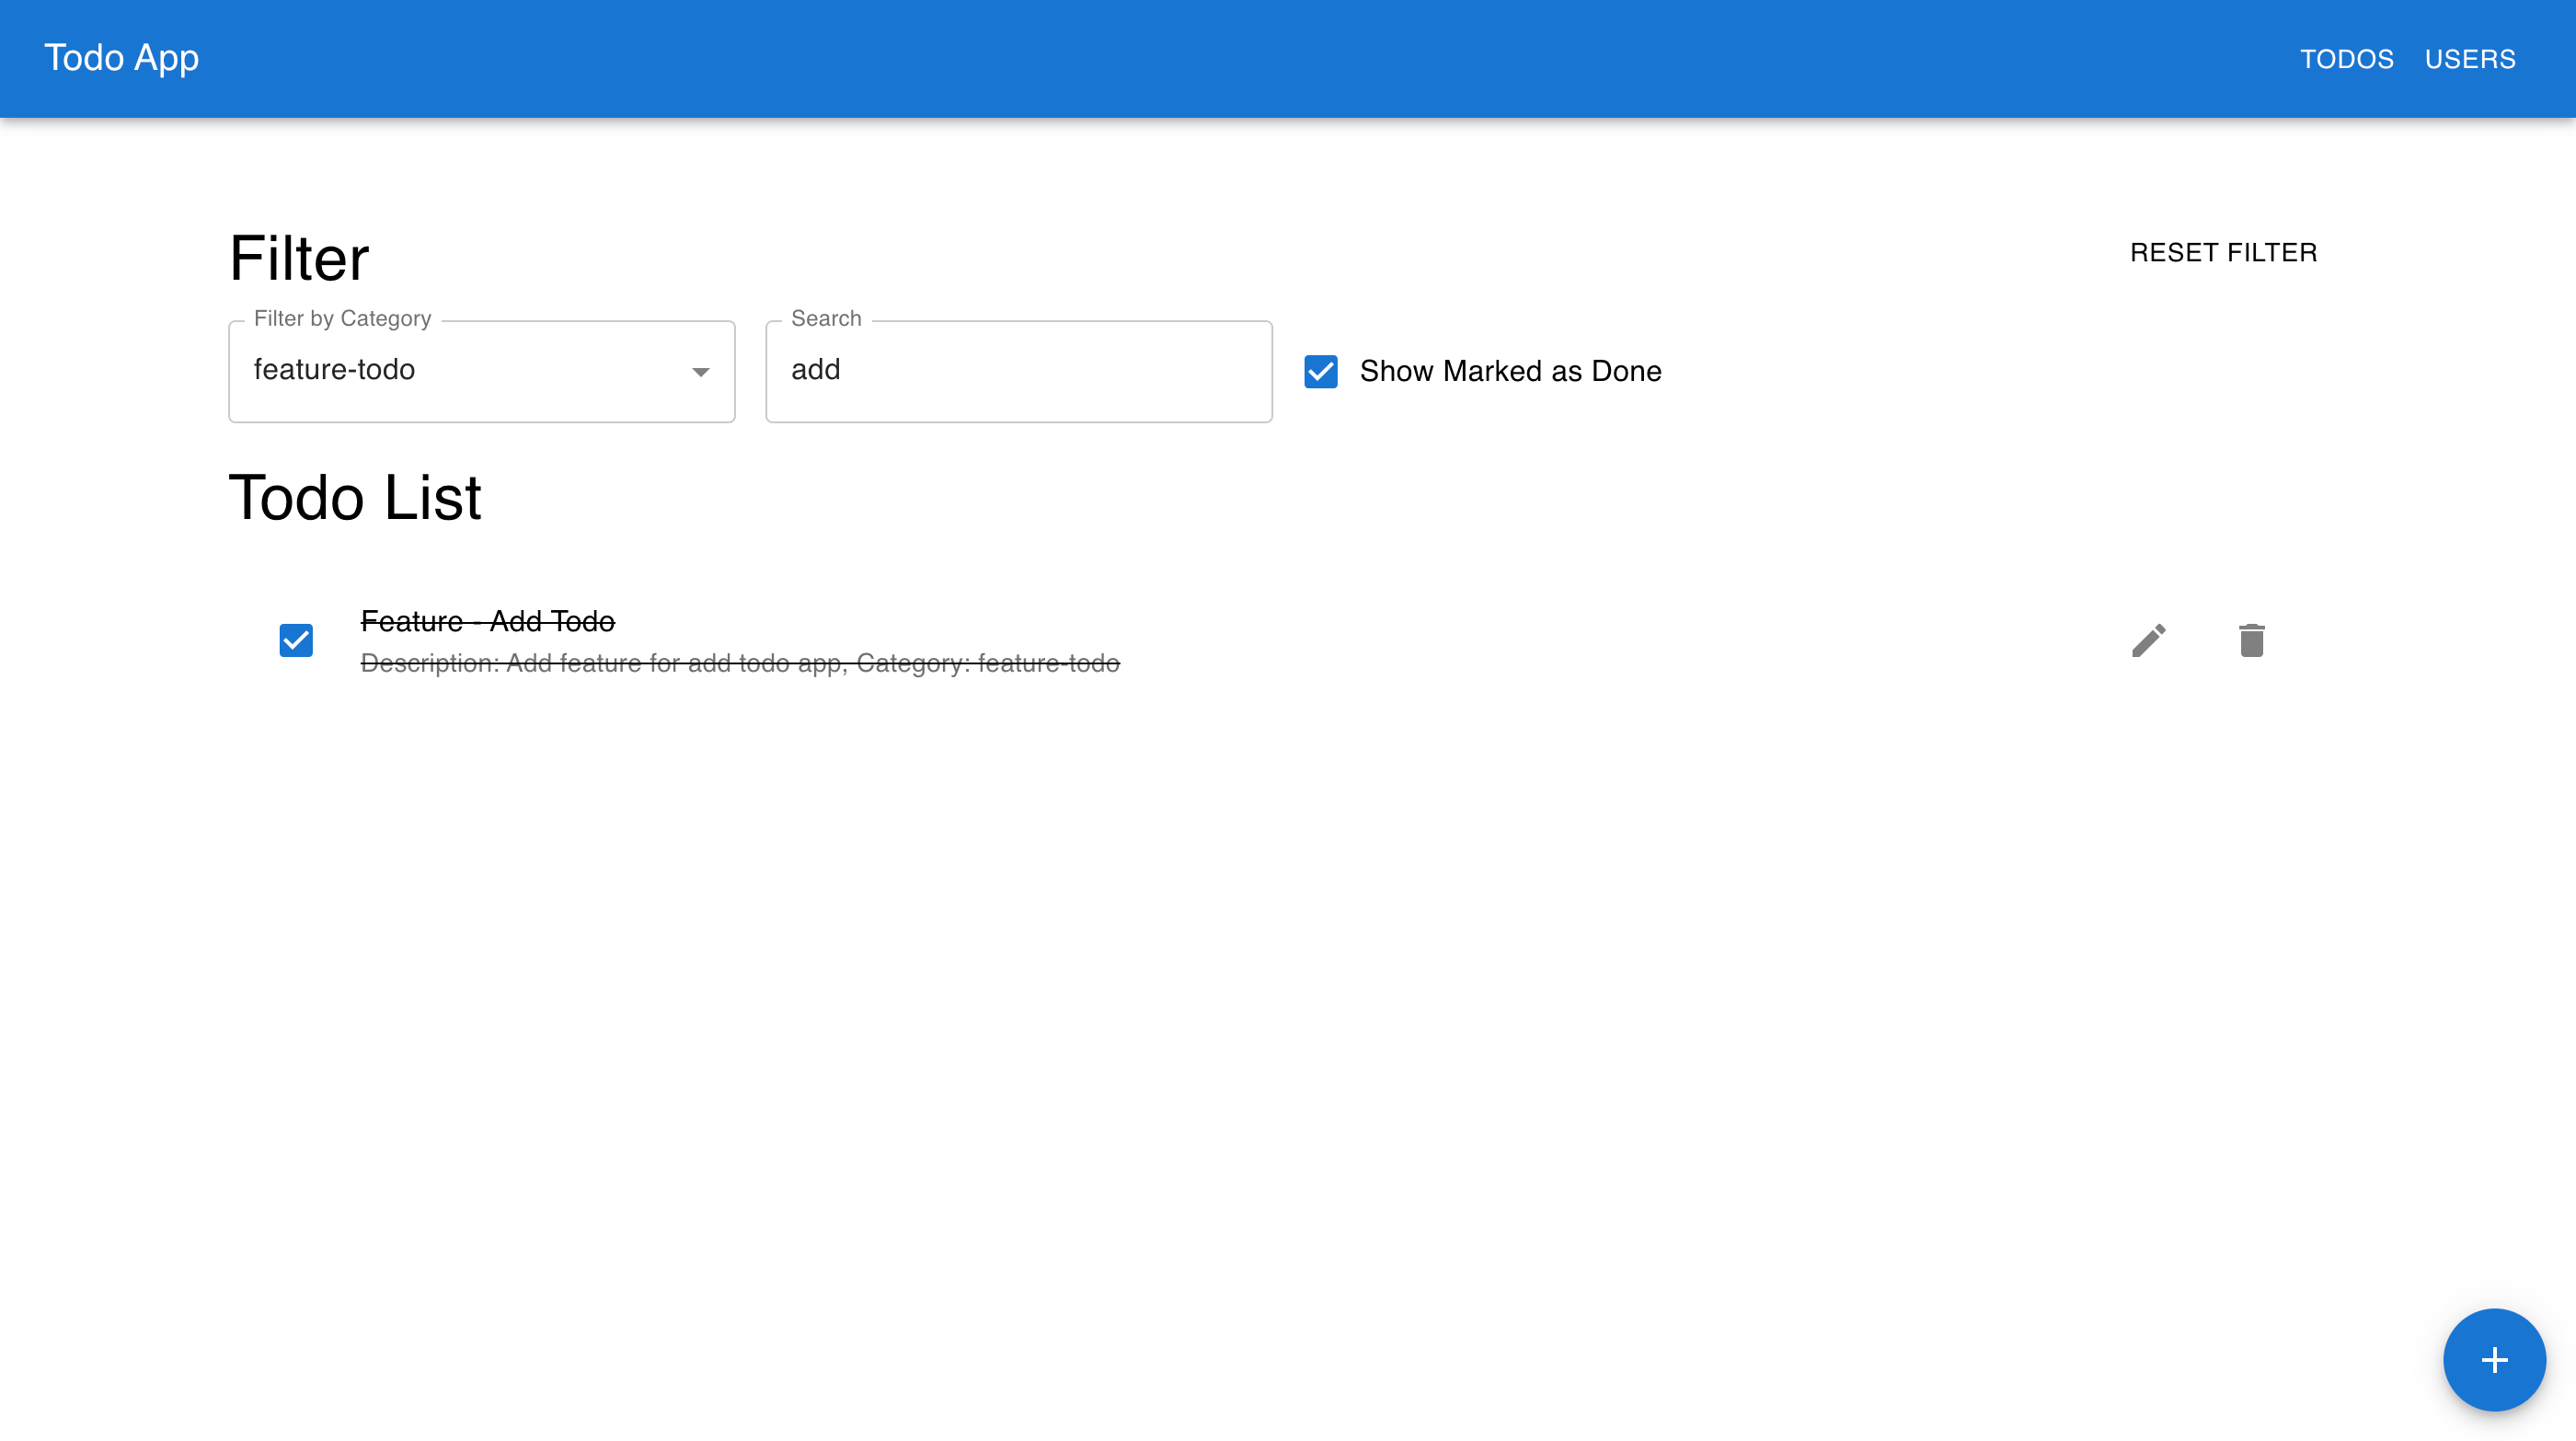 Todo App
TODOS
USERS
Filter
RESET FILTER
Filter by Category
feature-todo
Search
add
Show Marked as Done
Todo List
Feature - Add Todo
Description: Add feature for add todo app, Category: feature-todo